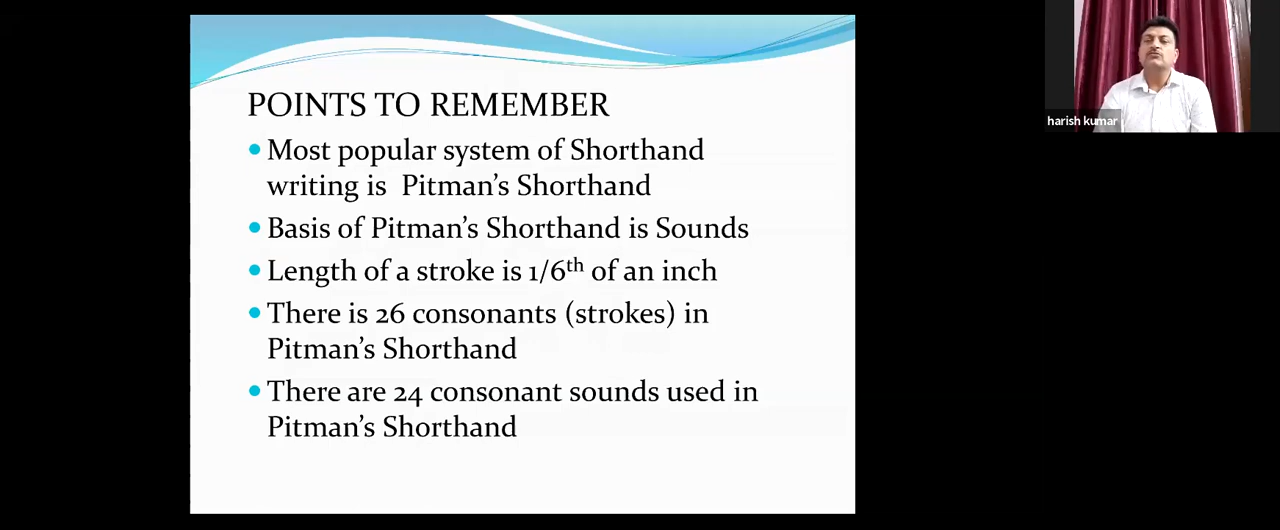 POINTS TO REMEMBER
• Most popular system of Shorthand
writing is Pitman's Shorthand
• Basis of Pitman's Shorthand is Sounds
• Length of a stroke is 1/6th of an inch
• There is 26 consonants (strokes) in
Pitman's Shorthand
• There are 24 consonant sounds used in
Pitman's Shorthand
harish kumar